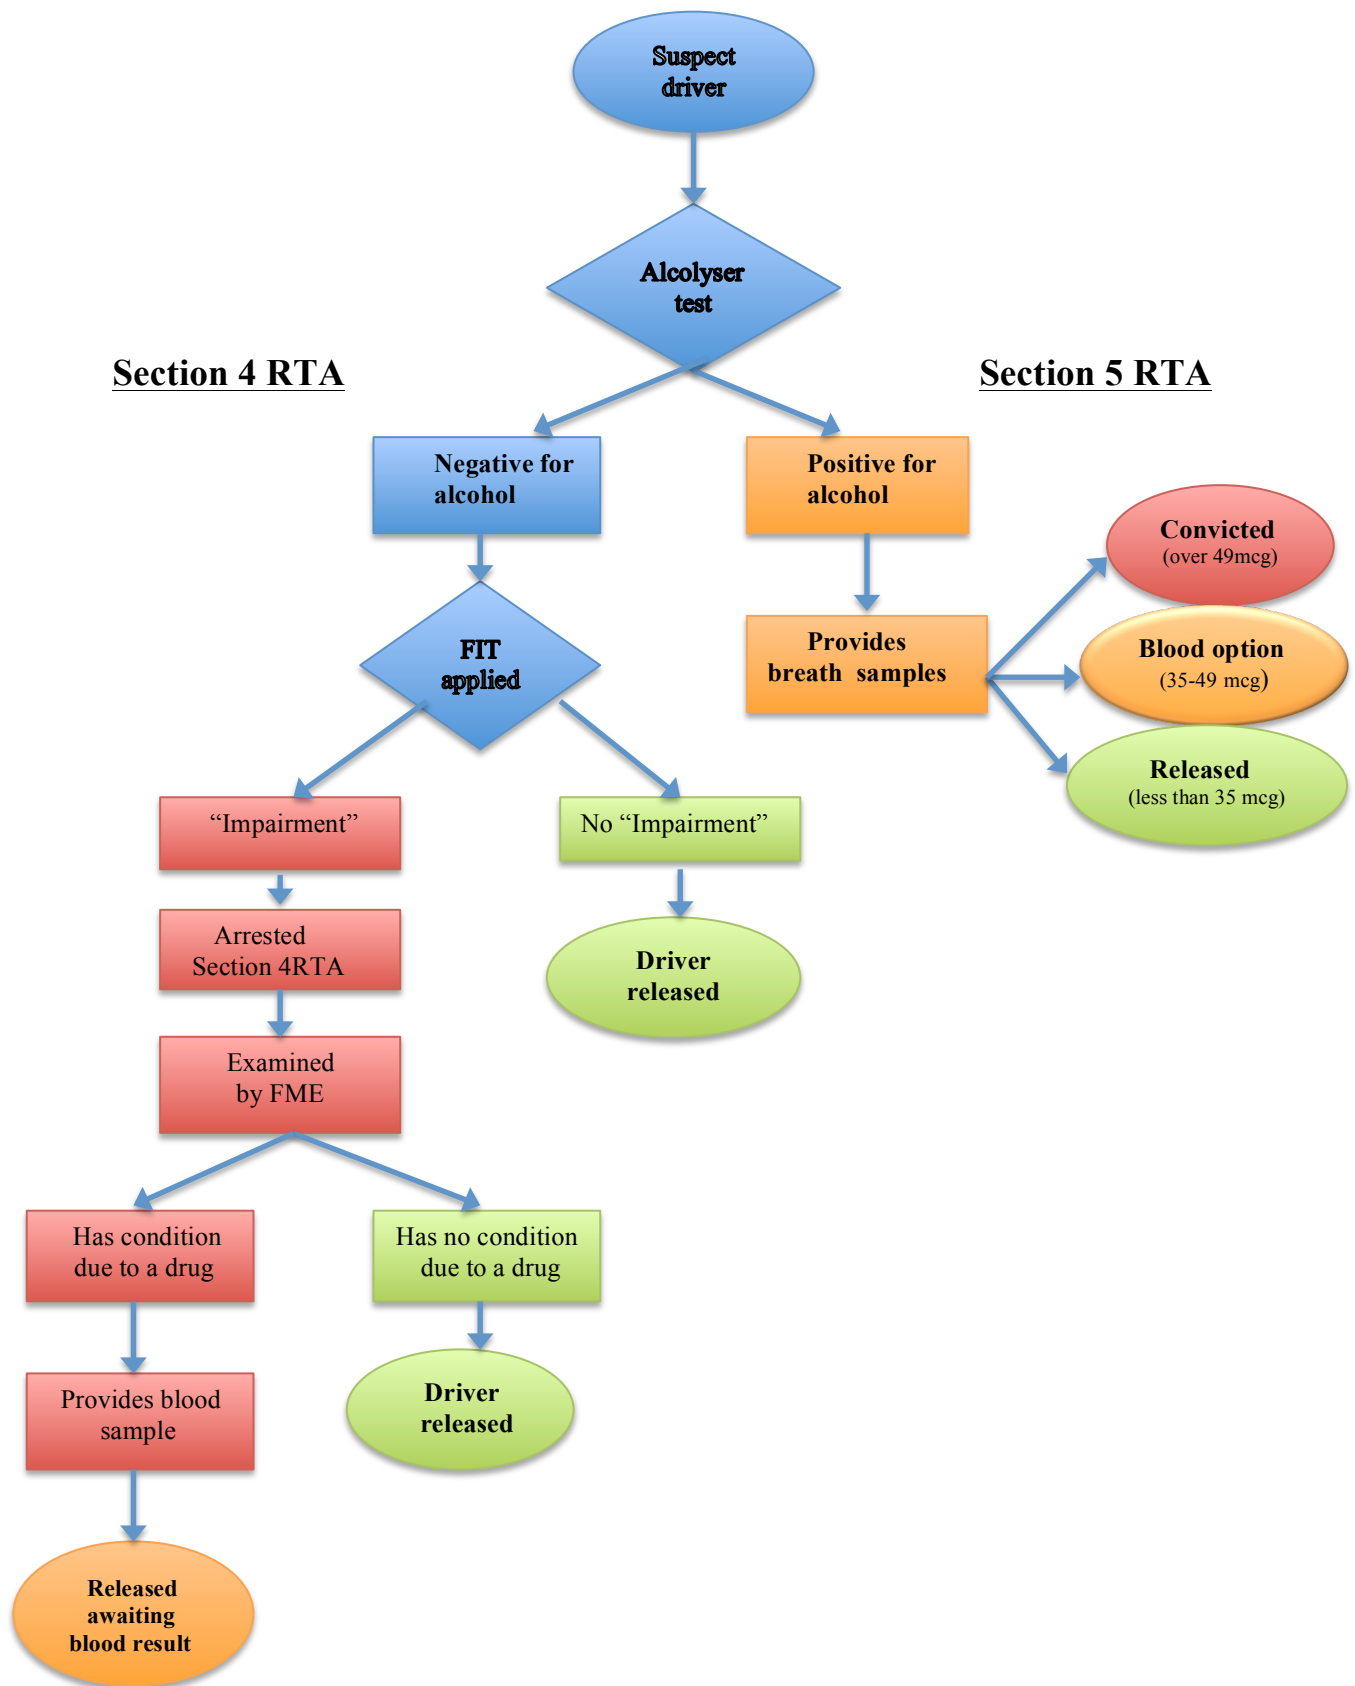 Suspect
driver
Alcolyser
test
Section 4 RTA
Section 5 RTA
Negative for
alcohol
Positive for
alcohol
Convicted
(over 49mcg)
Provides
breath samples
Blood option
(35-49 mcg)
Released
(less than 35 mcg)
FIT
applied
“Impairment”
No “Impairment”
Arrested
Section 4RTA
Driver
released
Examined
by FME
Has condition
due to a drug
Has no condition
due to a drug
Provides blood
sample
Driver
released
Released
awaiting
blood result